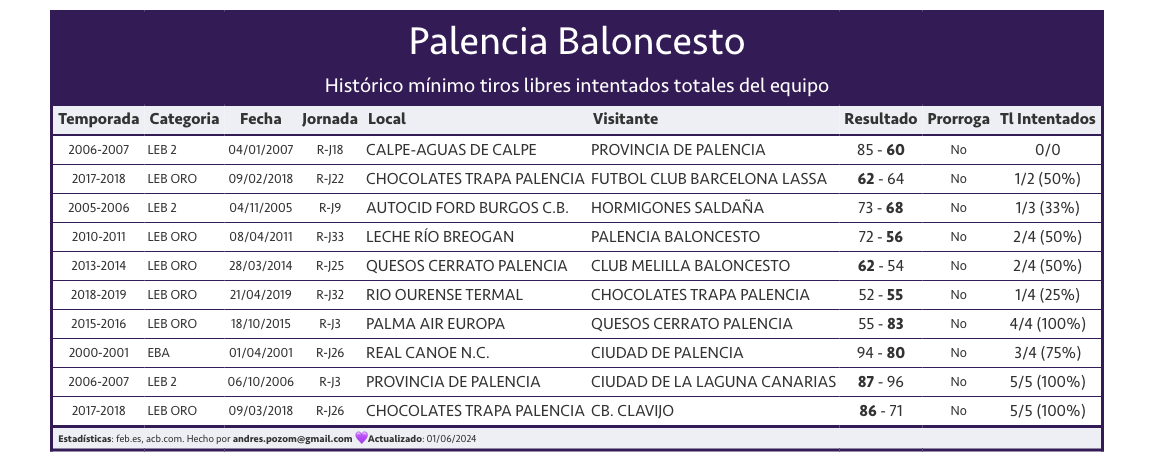 Palencia Baloncesto
Histórico mínimo tiros libres intentados totales del equipo
Temporada Categoria Fecha Jornada Local Visitante Resultado Prorroga Tl Intentados
2006-2007 LEB 2 04/01/2007 R-J18 CALPE-AGUAS DE CALPE PROVINCIA DE PALENCIA 85 - 60 No 0/0
2017-2018 LEB ORO 09/02/2018 R-J22 CHOCOLATES TRAPA PALENCIA FUTBOL CLUB BARCELONA LASSA 62 - 64 No 1/2 (50%)
2005-2006 LEB 2 04/11/2005 R-J9 AUTOCID FORD BURGOS C.B. HORMIGONES SALDAÑA 73 - 68 No 1/3 (33%)
2010-2011 LEB ORO 08/04/2011 R-J33 LECHE RÍO BREOGAN PALENCIA BALONCESTO 72 - 56 No 2/4 (50%)
2013-2014 LEB ORO 28/03/2014 R-J25 QUESOS CERRATO PALENCIA CLUB MELILLA BALONCESTO 62 - 54 No 2/4 (50%)
2018-2019 LEB ORO 21/04/2019 R-J32 RIO OURENSE TERMAL CHOCOLATES TRAPA PALENCIA 52 - 55 No 1/4 (25%)
2015-2016 LEB ORO 18/10/2015 R-J3 PALMA AIR EUROPA QUESOS CERRATO PALENCIA 55 - 83 No 4/4 (100%)
2000-2001 EBA 01/04/2001 R-J26 REAL CANOE N.C. CIUDAD DE PALENCIA 94 - 80 No 3/4 (75%)
2006-2007 LEB 2 06/10/2006 R-J3 PROVINCIA DE PALENCIA CIUDAD DE LA LAGUNA CANARIAS 87 - 96 No 5/5 (100%)
2017-2018 LEB ORO 09/03/2018 R-J26 CHOCOLATES TRAPA PALENCIA CB. CLAVIJO 86 - 71 No 5/5 (100%)
Estadísticas: feb.es, acb.com. Hecho por andres.pozom@gmail.com 💜Actualizado: 01/06/2024